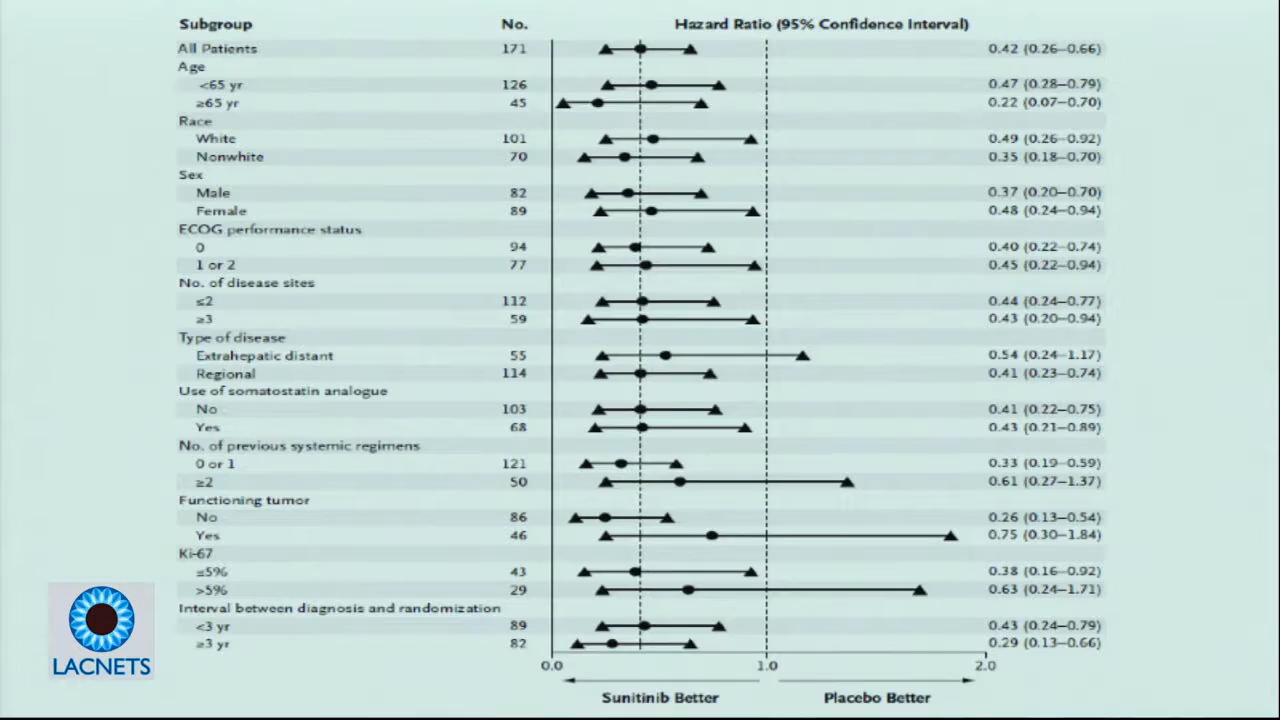 Subgroup No. Hazard Ratio (95% Confidence Interval)
All Patients 171 0.42 (0.26–0.66)
Age
<65 yr 126 0.47 (0.28–0.79)
≥65 yr 45 0.22 (0.07–0.70)
Race
White 101 0.49 (0.26–0.92)
Nonwhite 70 0.35 (0.18–0.70)
Sex
Male 82 0.37 (0.20–0.70)
Female 89 0.48 (0.24–0.94)
ECOG performance status
0 94 0.40 (0.22–0.74)
1 or 2 77 0.45 (0.22–0.94)
No. of disease sites
≤2 112 0.44 (0.24–0.77)
≥3 59 0.43 (0.20–0.94)
Type of disease
Extrahepatic distant 55 0.54 (0.24–1.17)
Regional 114 0.41 (0.23–0.74)
Use of somatostatin analogue
No 103 0.41 (0.22–0.75)
Yes 68 0.43 (0.21–0.89)
No. of previous systemic regimens
0 or 1 121 0.33 (0.19–0.59)
≥2 50 0.61 (0.27–1.37)
Functioning tumor
No 86 0.26 (0.13–0.54)
Yes 46 0.75 (0.30–1.84)
Ki-67
≤5% 43 0.38 (0.16–0.92)
>5% 29 0.63 (0.24–1.71)
Interval between diagnosis and randomization
<3 yr 89 0.43 (0.24–0.79)
≥3 yr 82 0.29 (0.13–0.66)
0.0 1.0 2.0
Sunitinib Better Placebo Better
LACNETS